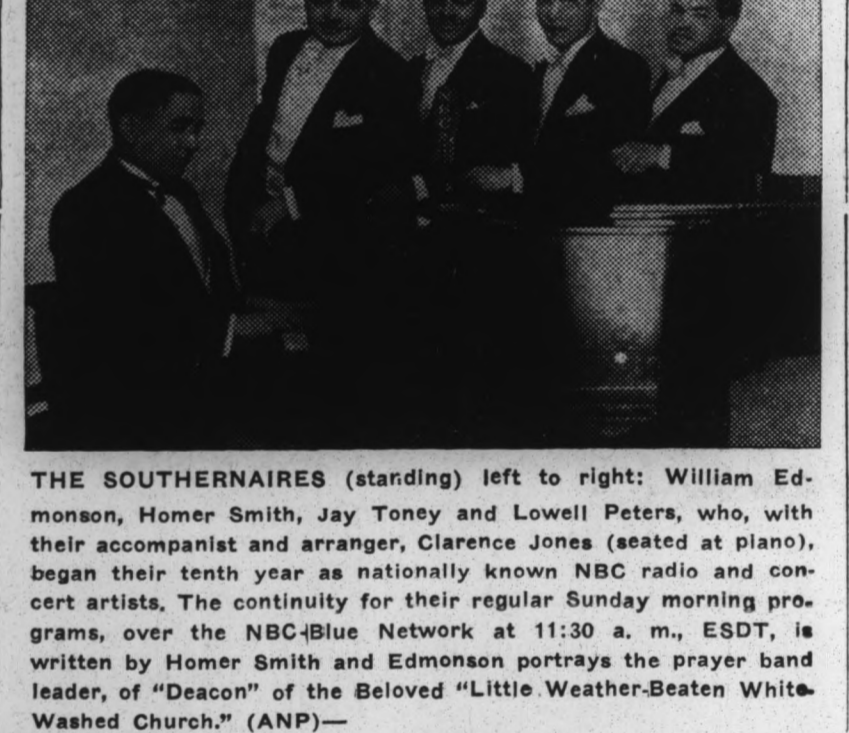 THE SOUTHERNAIRES (standing) left to right: William Ed-
monson, Homer Smith, Jay Toney and Lowell Peters, who, with
their accompanist and arranger, Clarence Jones (seated at piano),
began their tenth year as nationally known NBC radio and con-
cert artists. The continuity for their regular Sunday morning pro-
grams, over the NBC-Blue Network at 11:30 a. m., ESDT, is
written by Homer Smith and Edmonson portrays the prayer band
leader, of "Deacon" of the Beloved "Little Weather-Beaten White-
Washed Church." (ANP)—